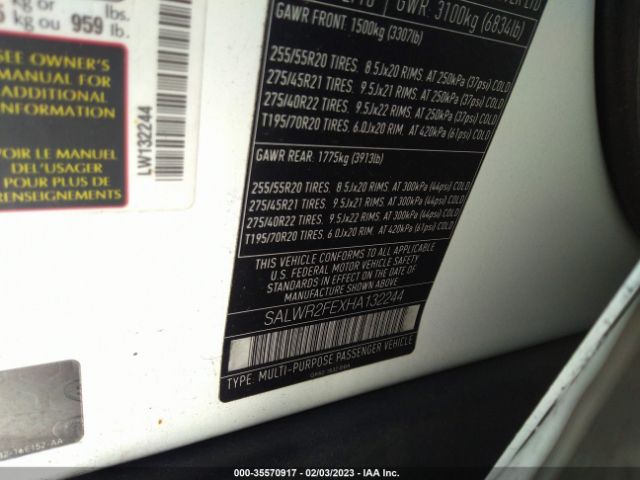 kg or
lbs.
kg ou 959 lb.
SEE OWNER'S
MANUAL FOR
ADDITIONAL
INFORMATION
VOIR LE MANUEL
DEL'USAGER
POUR PLUS DE
RENSEIGNEMENTS
LW132244
LTD
GWR: 3100kg (6834lb)
GAWR FRONT: 1500kg (3307lb)
255/55R20 TIRES. 8.5Jx20 RIMS. AT 250kPa (37psi) COLD
275/45R21 TIRES. 9.5Jx21 RIMS. AT 250kPa (37psi) COLD
275/40R22 TIRES. 9.5Jx22 RIMS. AT 250kPa (37psi) COLD
T195/70R20 TIRES. 6.0Jx20 RIM. AT 420kPa (61psi) COLD
GAWR REAR: 1775kg (3913lb)
255/55R20 TIRES. 8.5Jx20 RIMS. AT 300kPa (44psi) COLD
275/45R21 TIRES. 9.5Jx21 RIMS. AT 300kPa (44psi) COLD
275/40R22 TIRES. 9.5Jx22 RIMS. AT 300kPa (44psi) COLD
T195/70R20 TIRES. 6.0Jx20 RIM. AT 420kPa (61psi) COLD
THIS VEHICLE CONFORMS TO ALL APPLICABLE
U.S. FEDERAL MOTOR VEHICLE SAFETY
STANDARDS IN EFFECT ON THE DATE OF
MANUFACTURE SHOWN ABOVE.
SALWR2FEXHA132244
TYPE: MULTI-PURPOSE PASSENGER VEHICLE
000-35570917 - 02/03/2023 - IAA Inc.